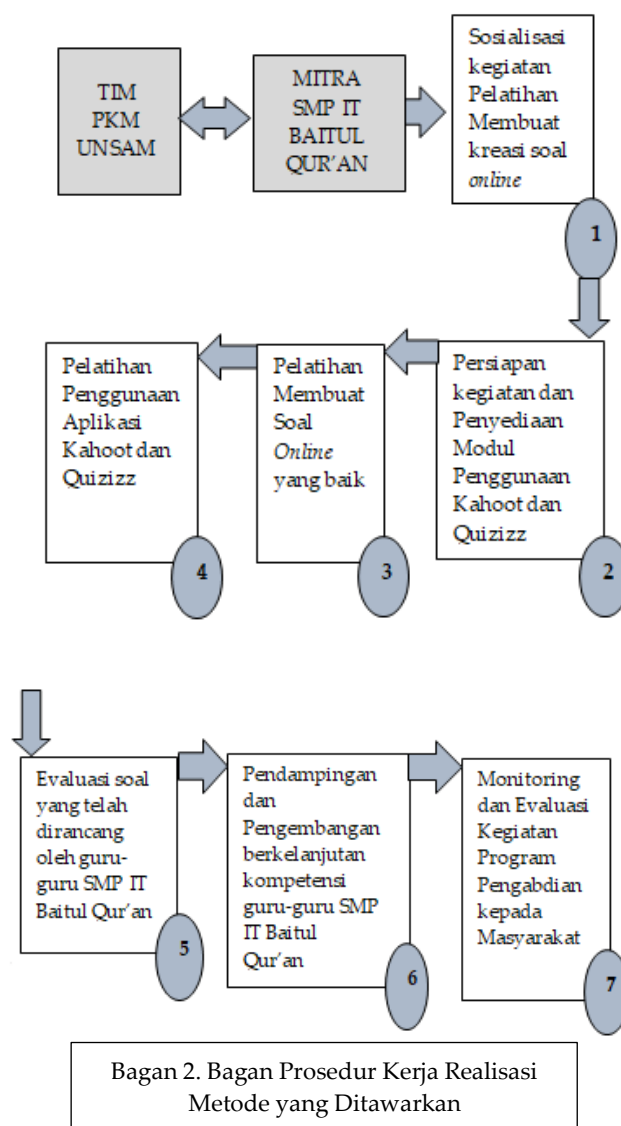 TIM
PKM
UNSAM
MITRA
SMP IT
BAITUL
QUR'AN
Sosialisasi
kegiatan
Pelatihan
Membuat
kreasi soal
online
1
Persiapan
kegiatan dan
Penyediaan
Modul
Penggunaan
Kahoot dan
Quizizz
2
Pelatihan
Membuat
Soal
Online
yang baik
3
Pelatihan
Penggunaan
Aplikasi
Kahoot dan
Quizizz
4
Evaluasi soal
yang telah
dirancang
oleh guru-
guru SMP IT
Baitul Qur'an
5
Pendampingan
dan
Pengembangan
berkelanjutan
kompetensi
guru-guru SMP
IT Baitul
Qur'an
6
Monitoring
dan Evaluasi
Kegiatan
Program
Pengabdian
kepada
Masyarakat
7
Bagan 2. Bagan Prosedur Kerja Realisasi
Metode yang Ditawarkan